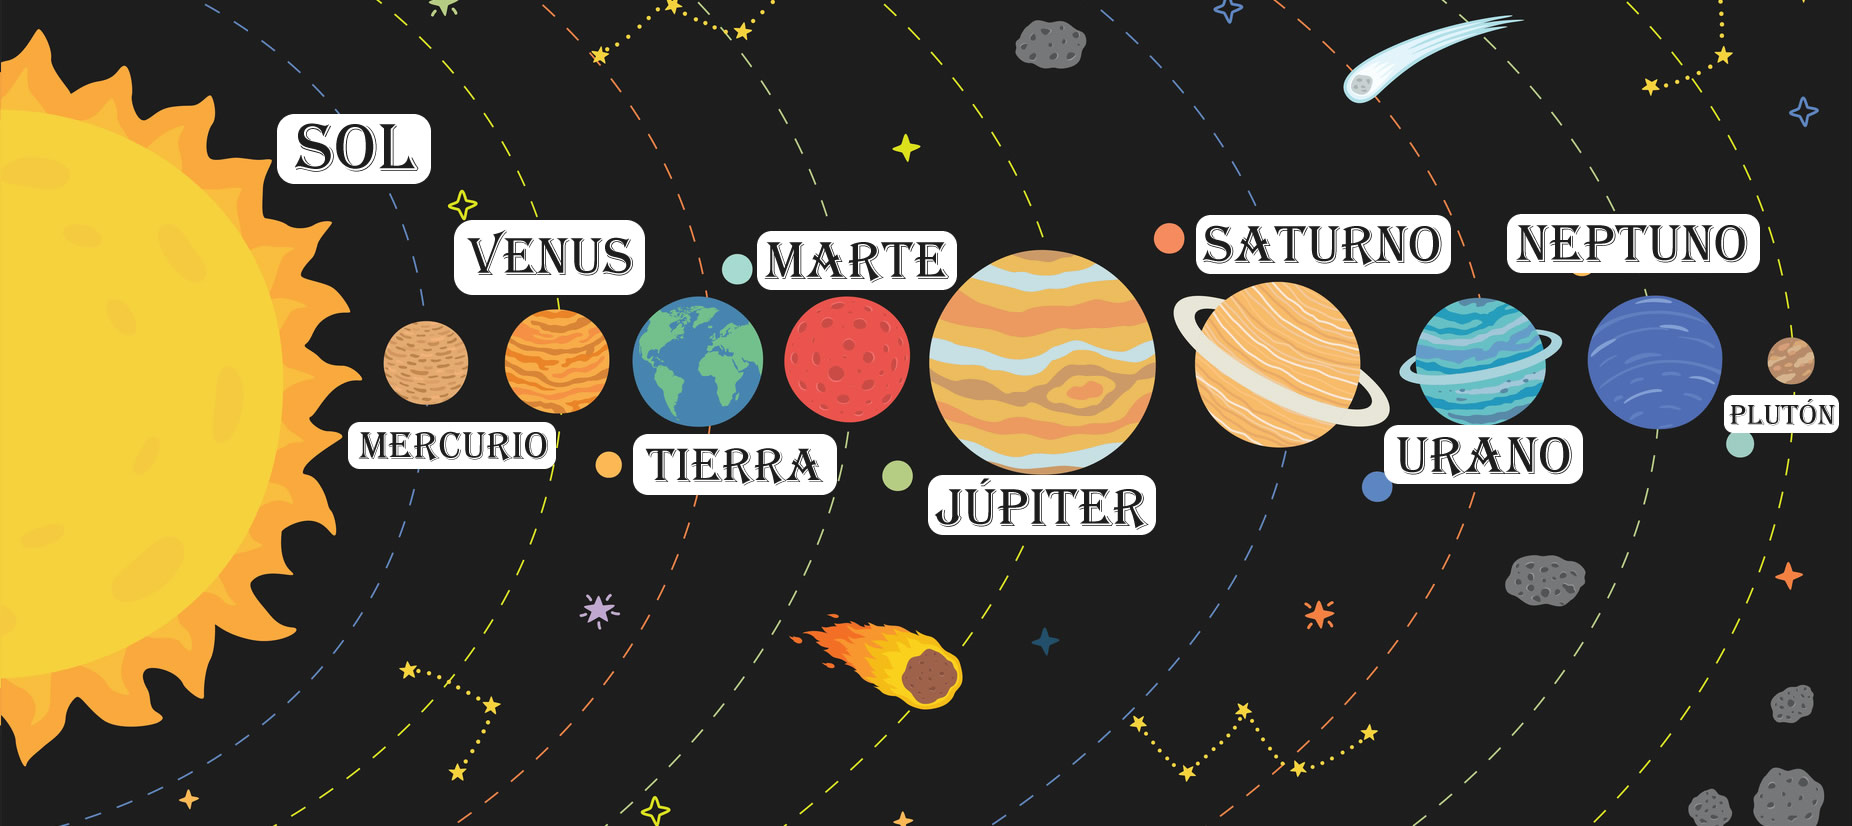 SOL
VENUS
MARTE
SATURNO
NEPTUNO
MERCURIO
TIERRA
JÚPITER
URANO
PLUTÓN